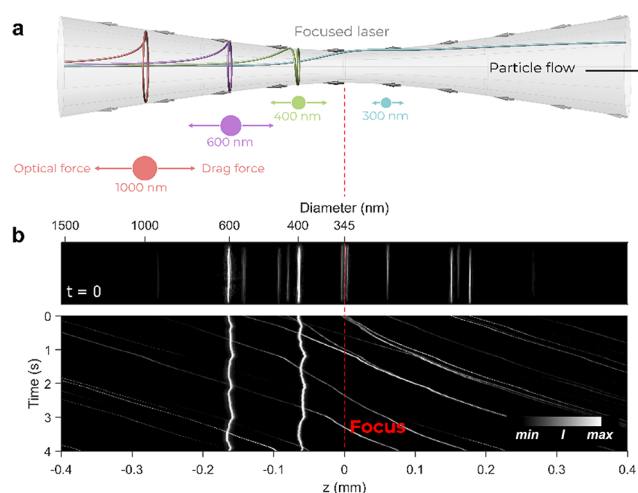 a
Focused laser
Particle flow
400 nm
300 nm
600 nm
Optical force
Drag force
1000 nm
Diameter (nm)
b
1500 1000 600 400 345
t = 0
0
1
2
3
4
Time (s)
Focus
min I max
-0.4 -0.3 -0.2 -0.1 0 0.1 0.2 0.3 0.4
z (mm)